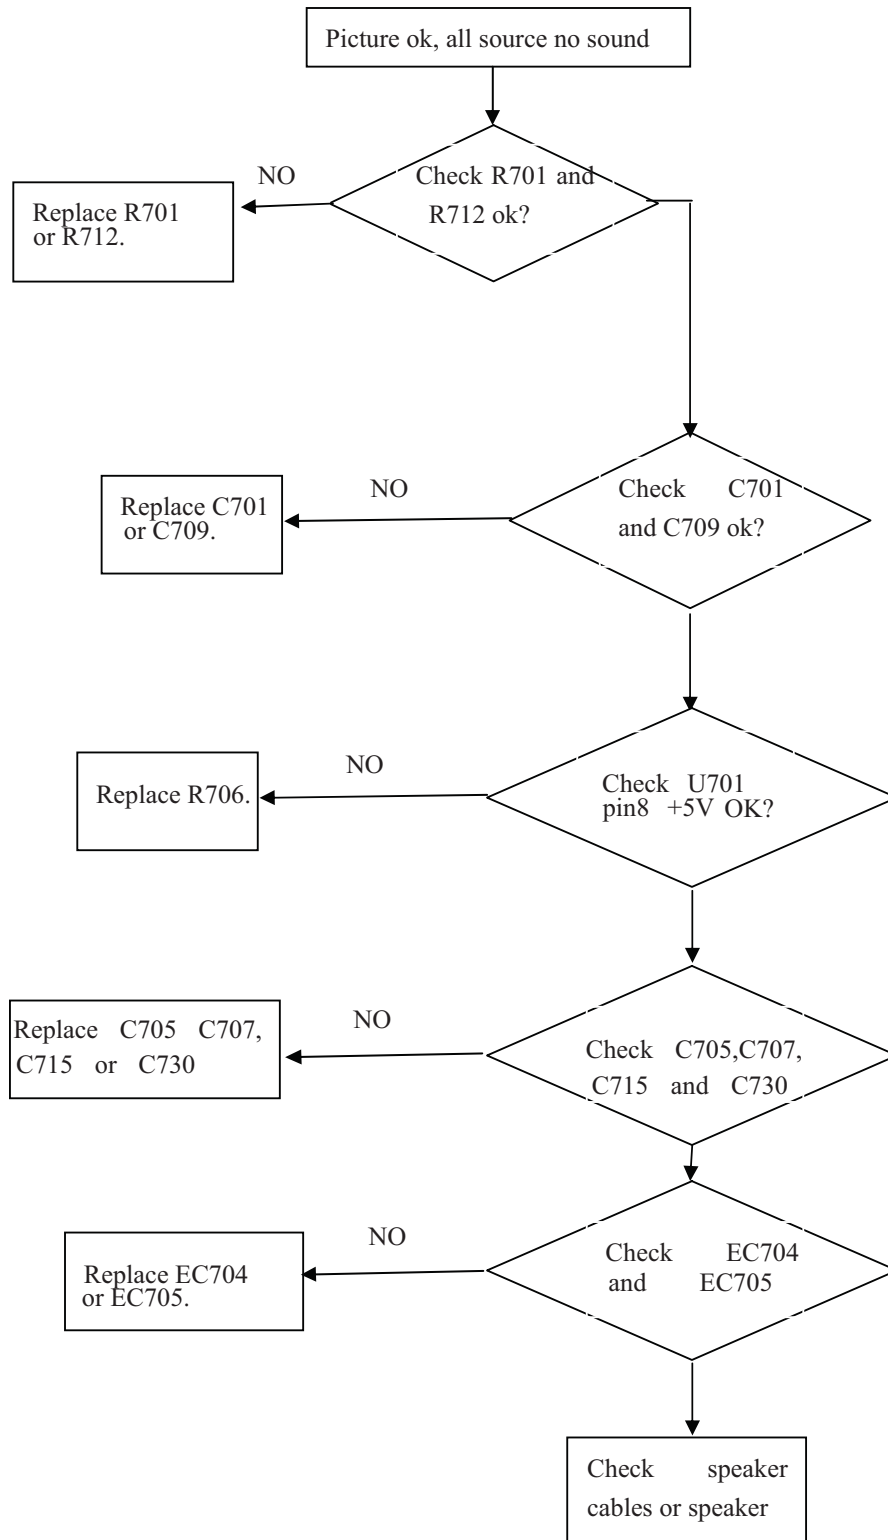 Picture ok, all source no sound
NO
Check R701 and
R712 ok?
Replace R701
or R712.
NO
Check C701
and C709 ok?
Replace C701
or C709.
NO
Check U701
pin8 +5V OK?
Replace R706.
NO
Check C705,C707,
C715 and C730
Replace C705 C707,
C715 or C730
NO
Check EC704
and EC705
Replace EC704
or EC705.
Check speaker
cables or speaker